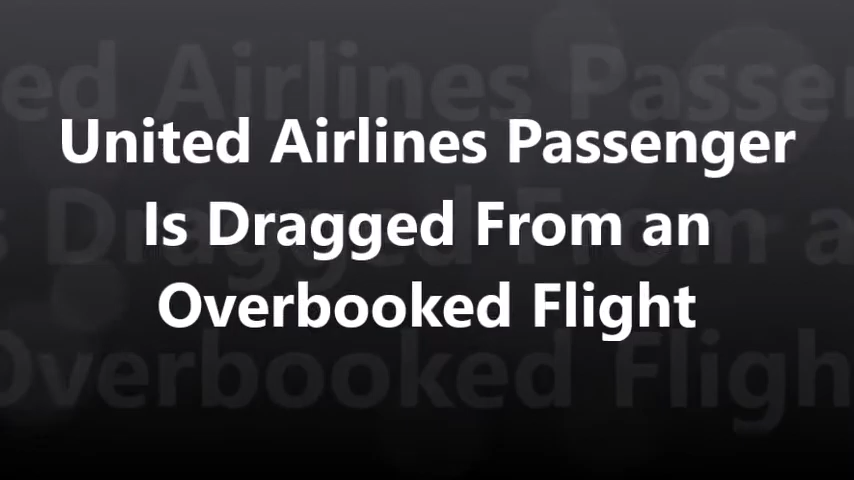 United Airlines Passenger
Is Dragged From an
Overbooked Flight